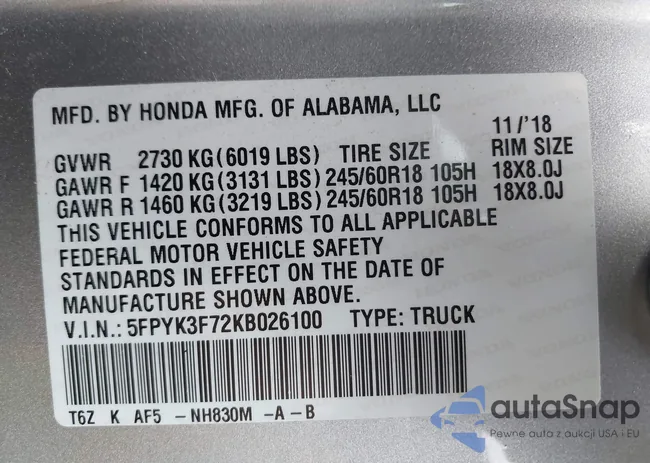 MFD. BY HONDA MFG. OF ALABAMA, LLC
11/'18
GVWR 2730 KG (6019 LBS) TIRE SIZE RIM SIZE
GAWR F 1420 KG (3131 LBS) 245/60R18 105H 18X8.0J
GAWR R 1460 KG (3219 LBS) 245/60R18 105H 18X8.0J
THIS VEHICLE CONFORMS TO ALL APPLICABLE
FEDERAL MOTOR VEHICLE SAFETY
STANDARDS IN EFFECT ON THE DATE OF
MANUFACTURE SHOWN ABOVE.
V.I.N.: 5FPYK3F72KB026100 TYPE: TRUCK
T6Z K AF5 -NH830M -A -B
autaSnap
Pewne auta z aukcji USA i EU